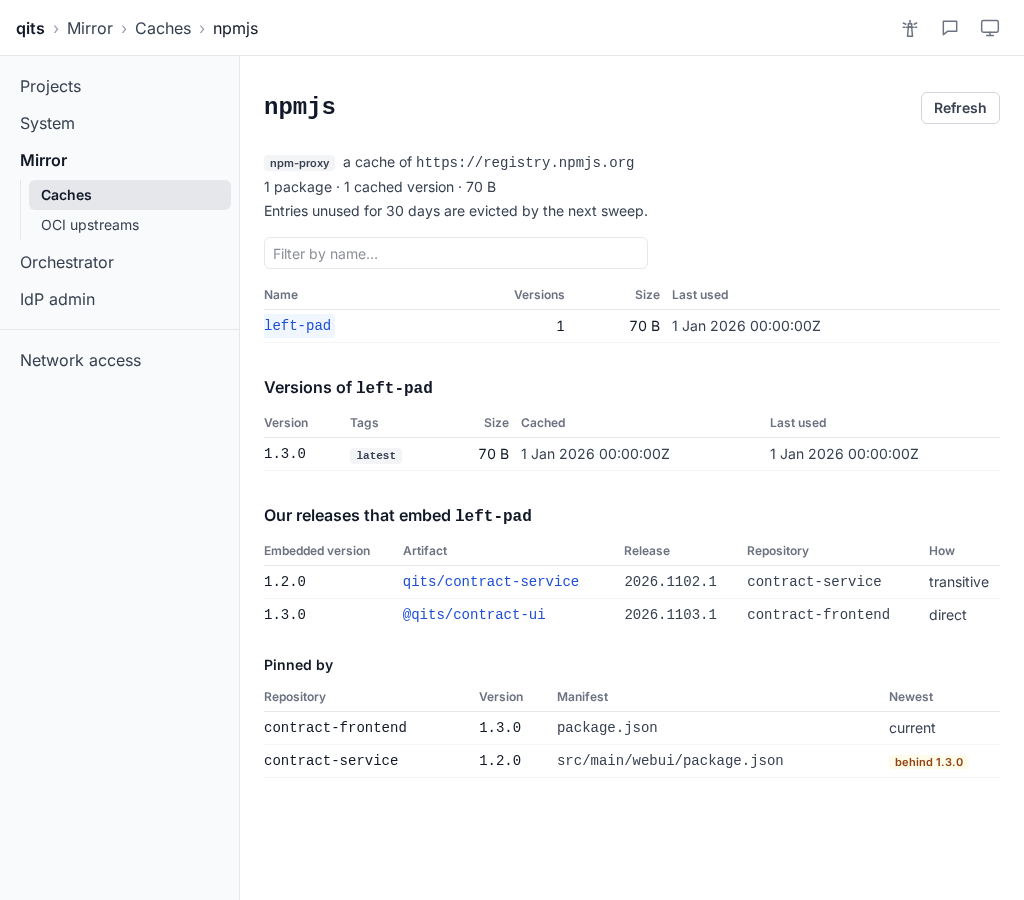 qits › Mirror › Caches › npmjs
Projects
System
Mirror
Caches
OCI upstreams
Orchestrator
IdP admin
Network access
npmjs
Refresh
npm-proxy a cache of https://registry.npmjs.org
1 package · 1 cached version · 70 B
Entries unused for 30 days are evicted by the next sweep.
Filter by name...
Name Versions Size Last used
left-pad 1 70 B 1 Jan 2026 00:00:00Z
Versions of left-pad
Version Tags Size Cached Last used
1.3.0 latest 70 B 1 Jan 2026 00:00:00Z 1 Jan 2026 00:00:00Z
Our releases that embed left-pad
Embedded version Artifact Release Repository How
1.2.0 qits/contract-service 2026.1102.1 contract-service transitive
1.3.0 @qits/contract-ui 2026.1103.1 contract-frontend direct
Pinned by
Repository Version Manifest Newest
contract-frontend 1.3.0 package.json current
contract-service 1.2.0 src/main/webui/package.json behind 1.3.0